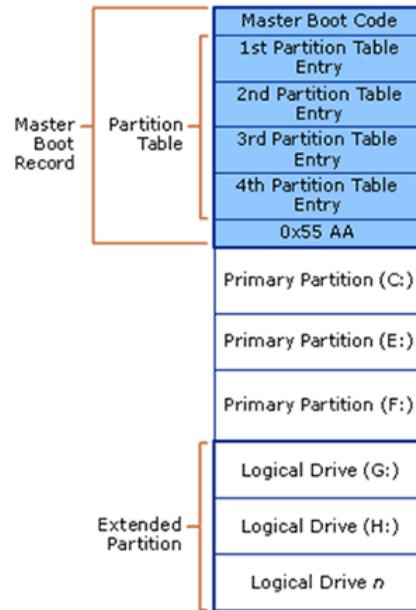 Master Boot Code
1st Partition Table
Entry
2nd Partition Table
Entry
3rd Partition Table
Entry
4th Partition Table
Entry
0x55 AA
Master
Boot
Record
Partition
Table
Primary Partition (C:)
Primary Partition (E:)
Primary Partition (F:)
Logical Drive (G:)
Logical Drive (H:)
Logical Drive n
Extended
Partition